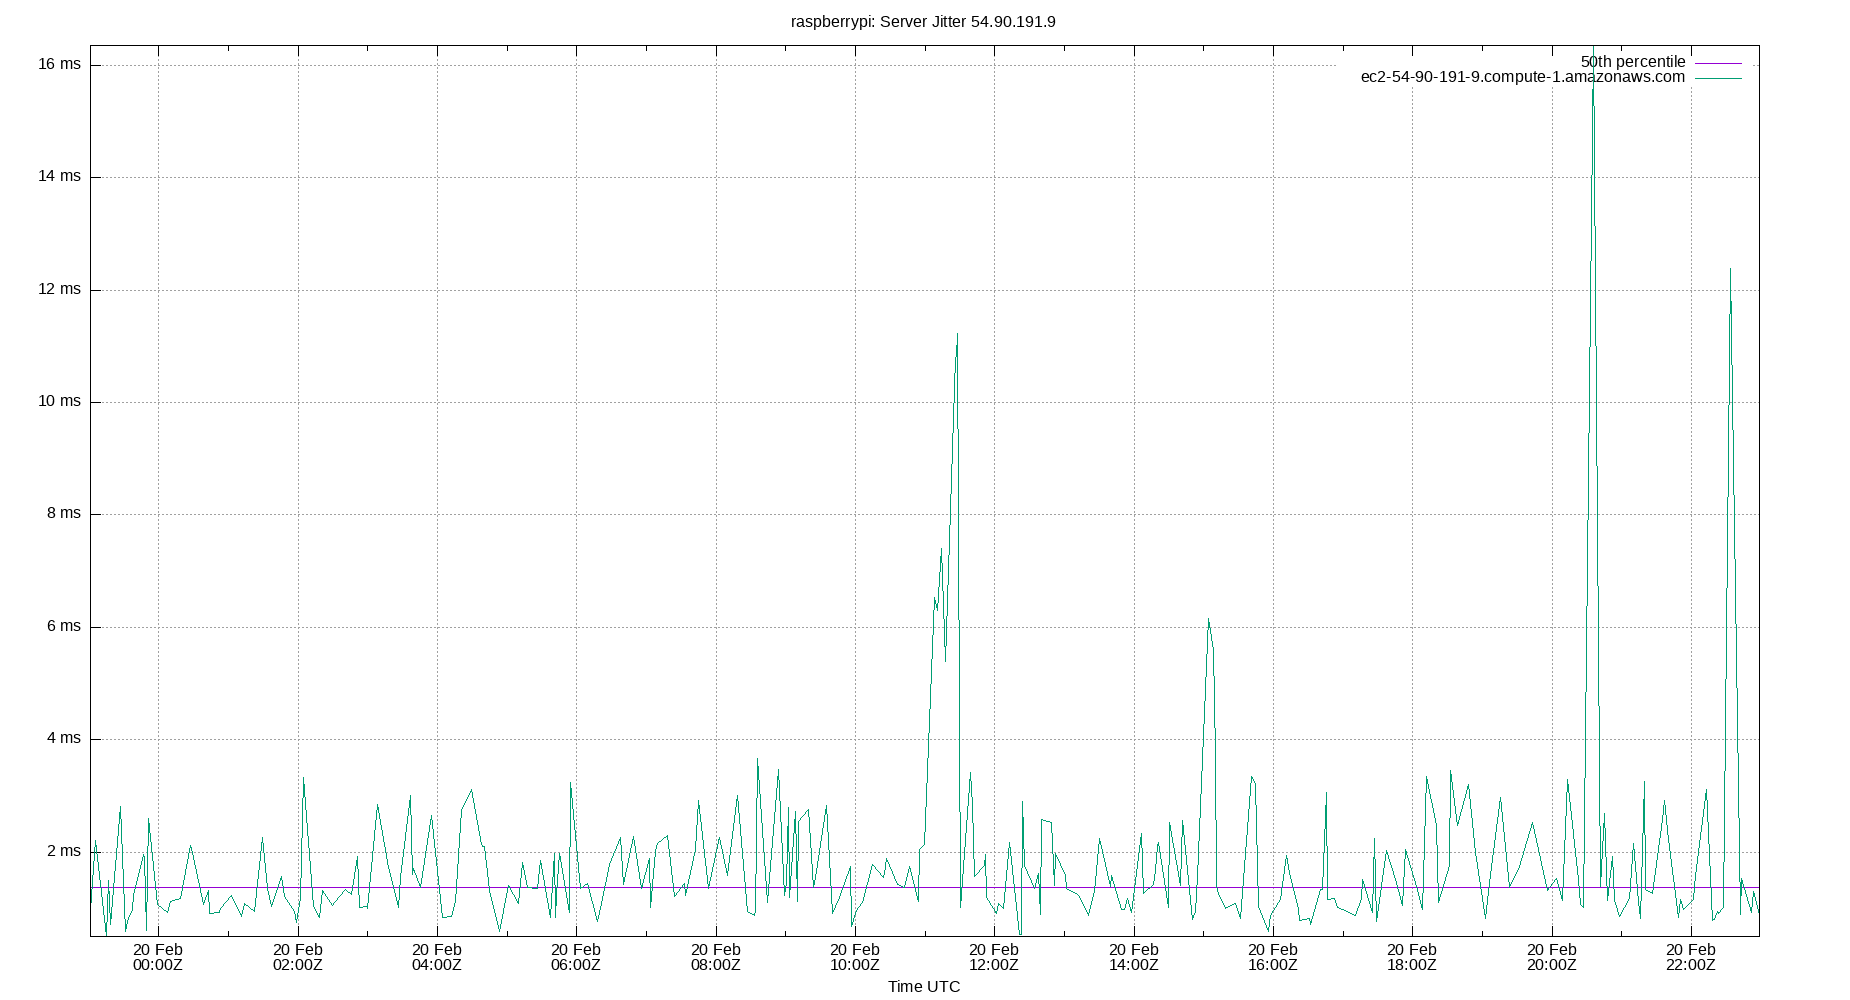 raspberrypi: Server Jitter 54.90.191.9
16 ms
14 ms
12 ms
10 ms
8 ms
6 ms
4 ms
2 ms
50th percentile
ec2-54-90-191-9.compute-1.amazonaws.com
20 Feb 20 Feb 20 Feb 20 Feb 20 Feb 20 Feb 20 Feb 20 Feb 20 Feb 20 Feb 20 Feb 20 Feb
00:00Z 02:00Z 04:00Z 06:00Z 08:00Z 10:00Z 12:00Z 14:00Z 16:00Z 18:00Z 20:00Z 22:00Z
Time UTC